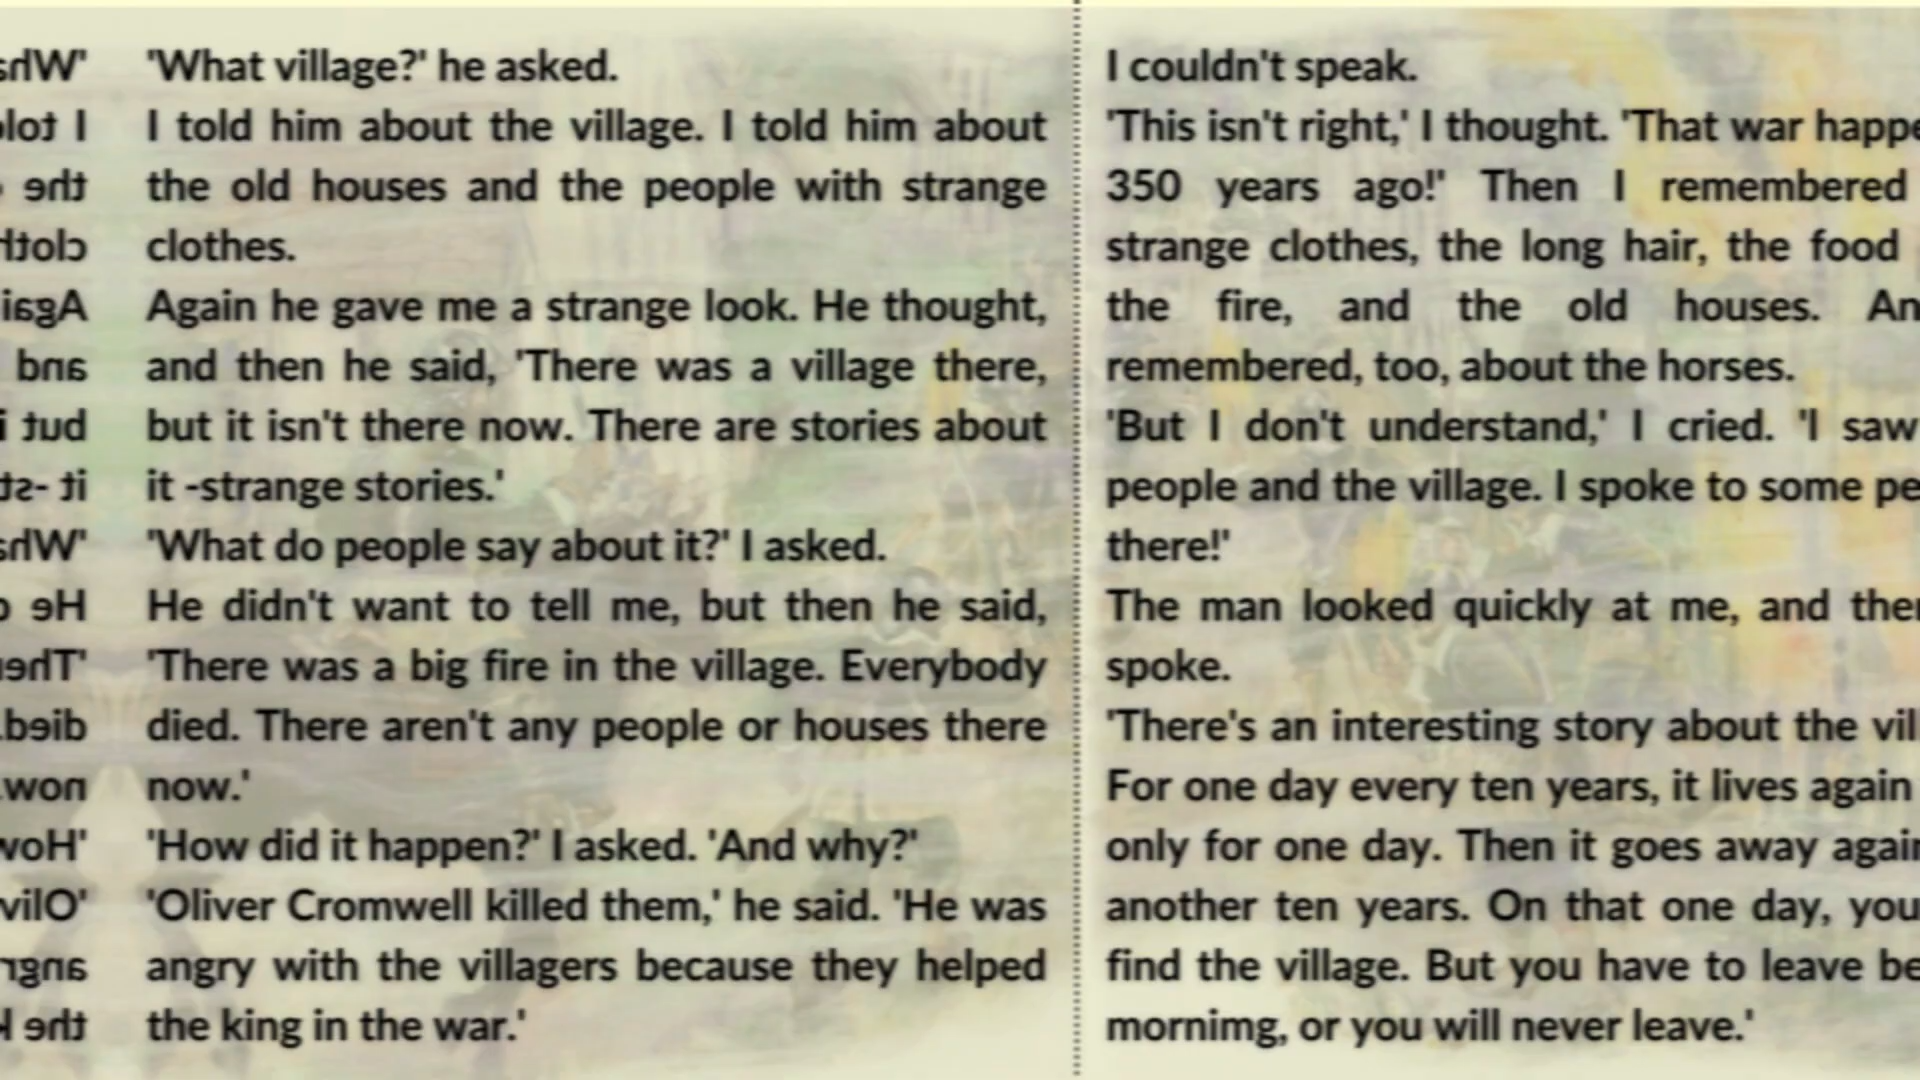 'What village?' he asked.
I told him about the village. I told him about
the old houses and the people with strange
clothes.
Again he gave me a strange look. He thought,
and then he said, 'There was a village there,
but it isn't there now. There are stories about
it -strange stories.'
'What do people say about it?' I asked.
He didn't want to tell me, but then he said,
'There was a big fire in the village. Everybody
died. There aren't any people or houses there
now.'
'How did it happen?' I asked. 'And why?'
'Oliver Cromwell killed them,' he said. 'He was
angry with the villagers because they helped
the king in the war.'
I couldn't speak.
'This isn't right,' I thought. 'That war
350 years ago!' Then I remembered
strange clothes, the long hair, the food
the fire, and the old houses.
remembered, too, about the horses.
'But I don't understand,' I cried. 'I saw
people and the village. I spoke to some
there!'
The man looked quickly at me, and
spoke.
'There's an interesting story about the
For one day every ten years, it lives again
only for one day. Then it goes away
another ten years. On that one day, you
find the village. But you have to leave
mornimg, or you will never leave.'